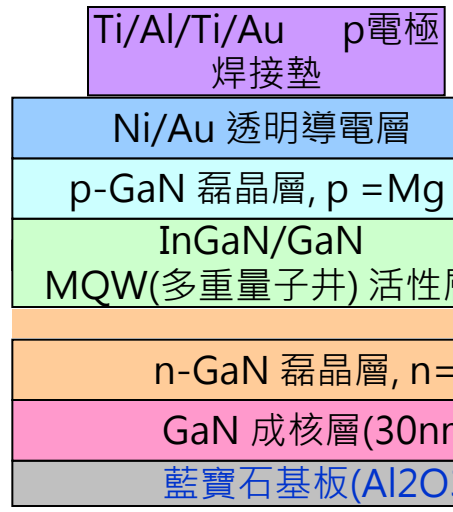 Ti/Al/Ti/Au p電極
焊接墊
Ni/Au 透明導電層
p-GaN 磊晶層, p =Mg
InGaN/GaN
MQW(多重量子井) 活性
n-GaN 磊晶層, n=
GaN 成核層(30n
藍寶石基板(Al2O